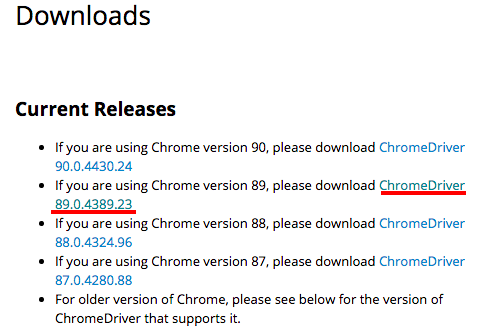 Downloads
Current Releases
• If you are using Chrome version 90, please download ChromeDriver
90.0.4430.24
• If you are using Chrome version 89, please download ChromeDriver
89.0.4389.23
• If you are using Chrome version 88, please download ChromeDriver
88.0.4324.96
• If you are using Chrome version 87, please download ChromeDriver
87.0.4280.88
• For older version of Chrome, please see below for the version of
ChromeDriver that supports it.